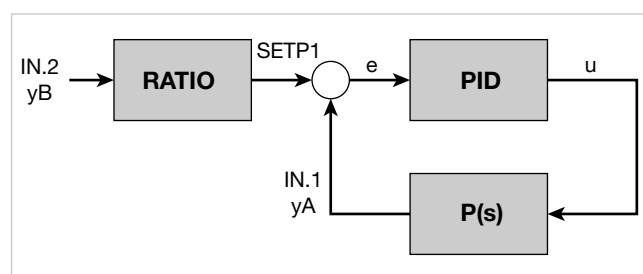 IN.2
yB
RATIO
SETP1
e
PID
u
IN.1
yA
P(s)